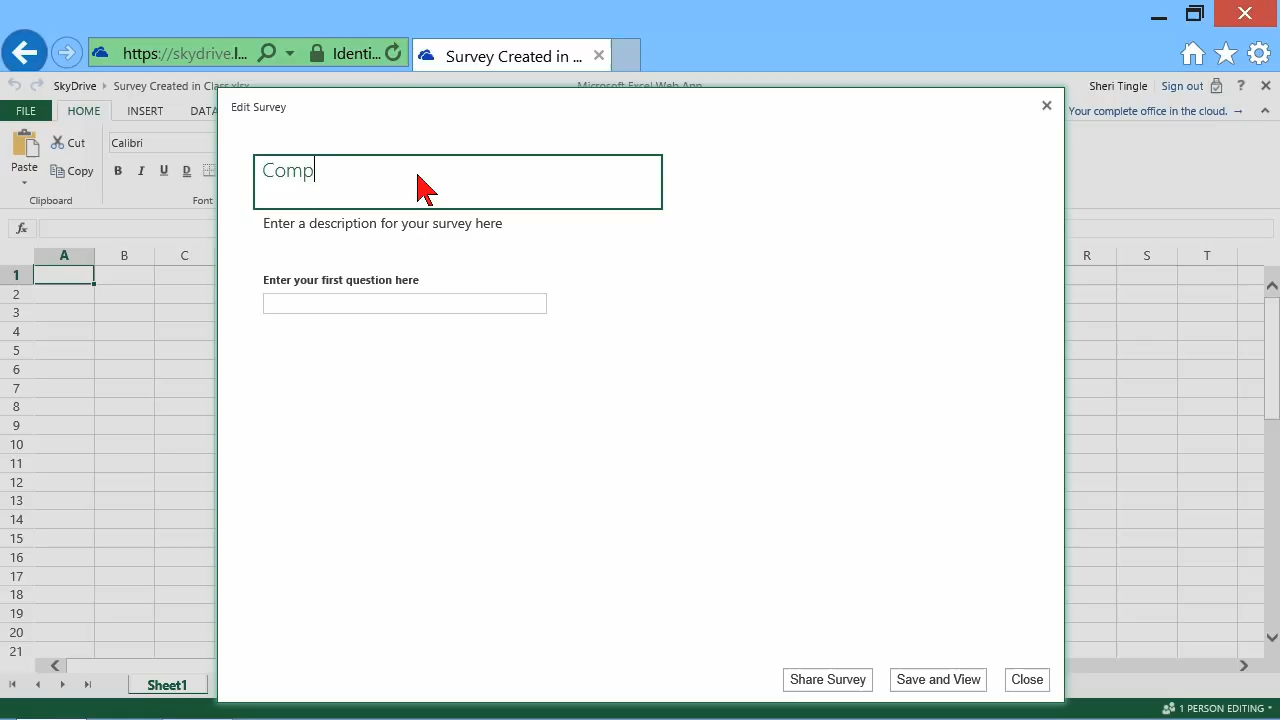 https://skydrive.l...
Identi...
Survey Created in ...
SkyDrive
Survey Created in Class.xlsx
Microsoft Excel Web App
Sheri Tingle
Sign out
?
FILE
HOME
INSERT
DATA
Your complete office in the cloud. →
Paste
Cut
Copy
Calibri
B I U D
Clipboard
Font
fx
Edit Survey
Comp
Enter a description for your survey here
Enter your first question here
A B C R S T
1
2
3
4
5
6
7
8
9
10
11
12
13
14
15
16
17
18
19
20
21
Share Survey
Save and View
Close
Sheet1
1 PERSON EDITING